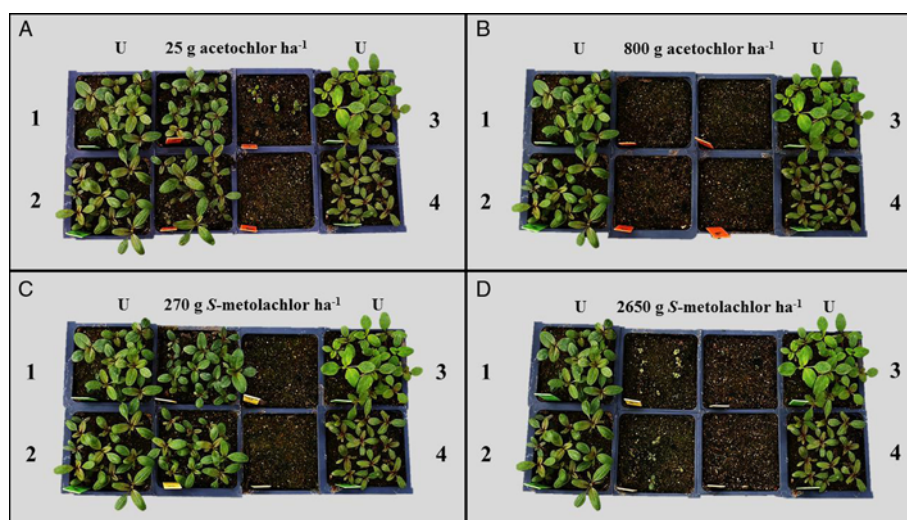 A
U 25 g acetochlor ha⁻¹ U
1
3
2
4
B
U 800 g acetochlor ha⁻¹ U
1
3
2
4
C
U 270 g S-metolachlor ha⁻¹ U
1
3
2
4
D
U 2650 g S-metolachlor ha⁻¹ U
1
3
2
4